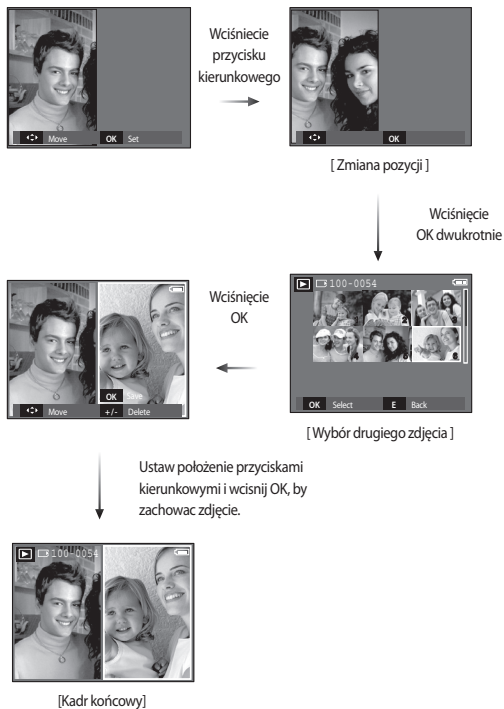 Wciśniecie
przycisku
kierunkowego
Move OK Set
OK
[ Zmiana pozycji ]
Wciśnięcie
OK dwukrotnie
100-0054
OK Select E Back
[ Wybór drugiego zdjęcia ]
Wciśnięcie
OK
OK Save
Move +/- Delete
Ustaw położenie przyciskami
kierunkowymi i wcisnij OK, by
zachowac zdjęcie.
100-0054
[Kadr końcowy]